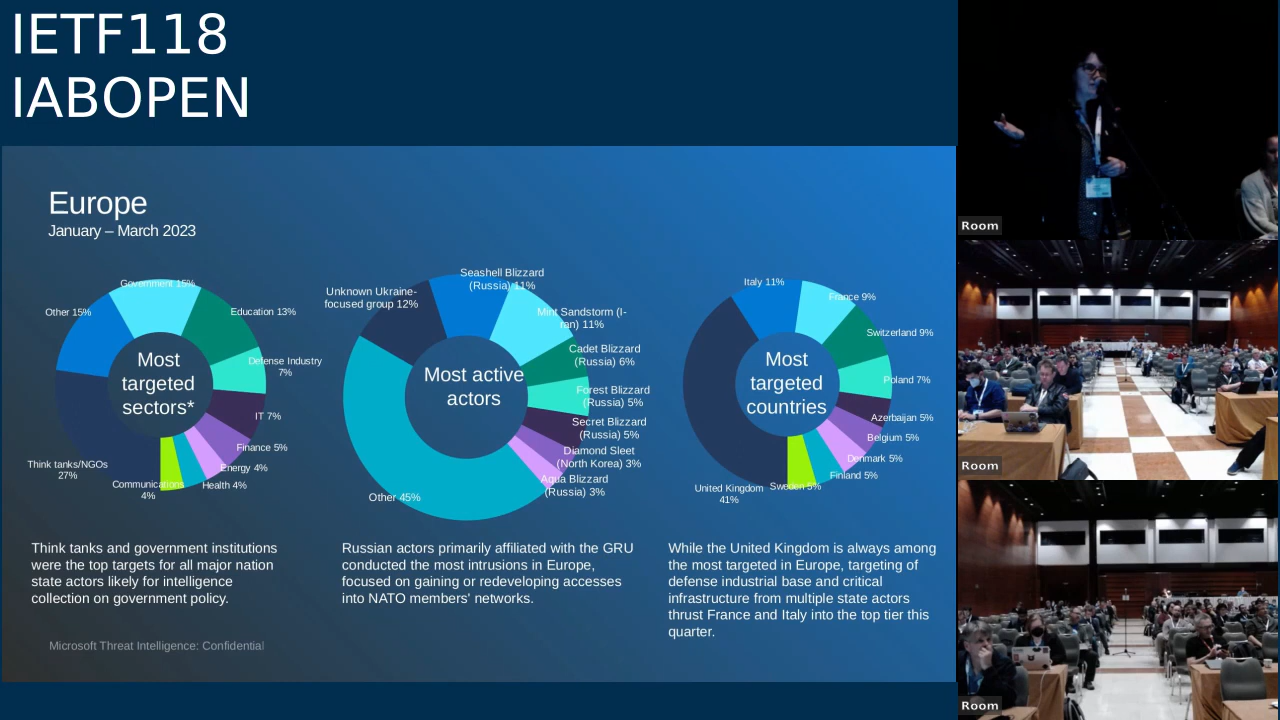 IETF118
IABOPEN
Europe
January – March 2023
Government 15%
Education 13%
Defense Industry
7%
IT 7%
Finance 5%
Energy 4%
Health 4%
Communications
4%
Think tanks/NGOs
27%
Other 15%
Most
targeted
sectors*
Seashell Blizzard
(Russia) 11%
Mint Sandstorm (I-
ran) 11%
Cadet Blizzard
(Russia) 6%
Forest Blizzard
(Russia) 5%
Secret Blizzard
(Russia) 5%
Diamond Sleet
(North Korea) 3%
Aqua Blizzard
(Russia) 3%
Other 45%
Unknown Ukraine-
focused group 12%
Most active
actors
Italy 11%
France 9%
Switzerland 9%
Poland 7%
Azerbaijan 5%
Belgium 5%
Denmark 5%
Finland 5%
Sweden 5%
United Kingdom
41%
Most
targeted
countries
Think tanks and government institutions
were the top targets for all major nation
state actors likely for intelligence
collection on government policy.
Russian actors primarily affiliated with the GRU
conducted the most intrusions in Europe,
focused on gaining or redeveloping accesses
into NATO members' networks.
While the United Kingdom is always among
the most targeted in Europe, targeting of
defense industrial base and critical
infrastructure from multiple state actors
thrust France and Italy into the top tier this
quarter.
Microsoft Threat Intelligence: Confidential
Room
Room
Room